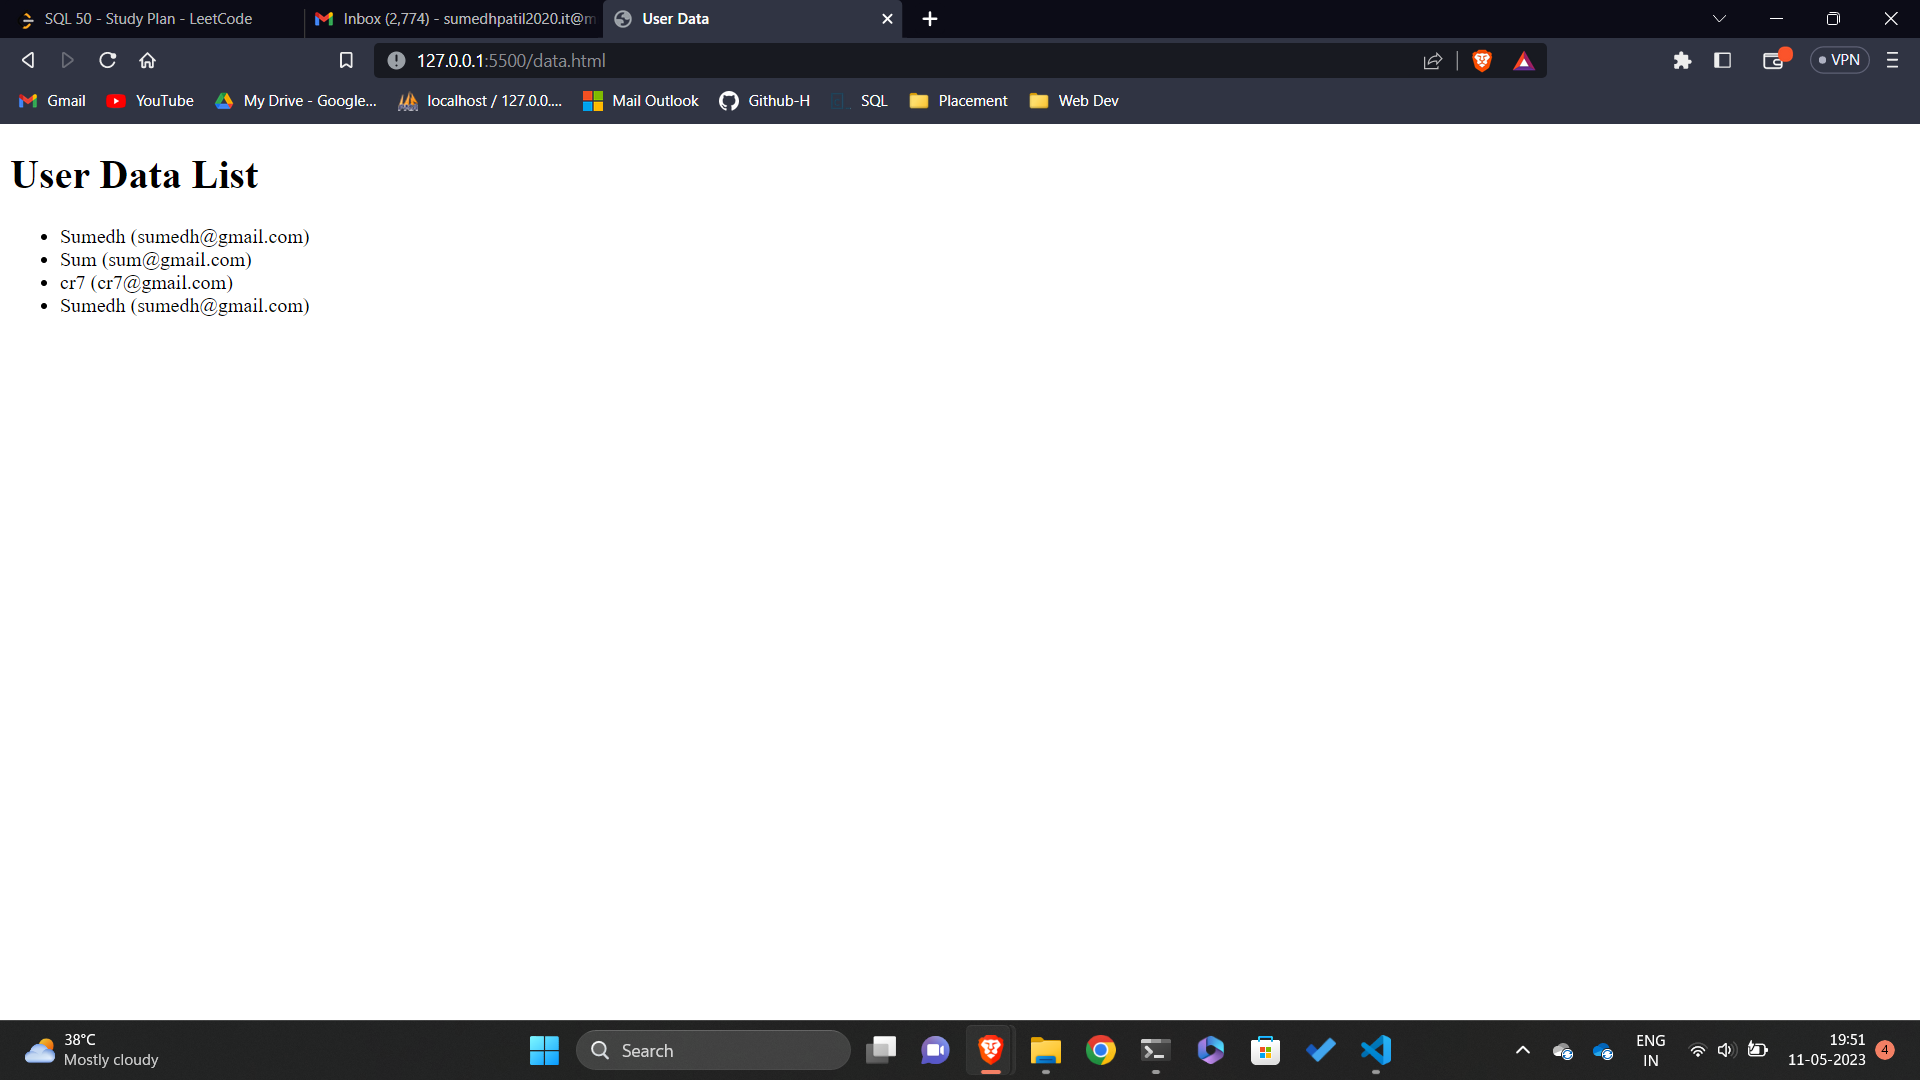 SQL 50 - Study Plan - LeetCode
Inbox (2,774) - sumedhpatil2020.it@m
User Data
127.0.0.1:5500/data.html
VPN
Gmail
YouTube
My Drive - Google...
localhost / 127.0.0....
Mail Outlook
Github-H
SQL
Placement
Web Dev
User Data List
• Sumedh (sumedh@gmail.com)
• Sum (sum@gmail.com)
• cr7 (cr7@gmail.com)
• Sumedh (sumedh@gmail.com)
38°C
Mostly cloudy
Search
ENG
IN
19:51
11-05-2023
4